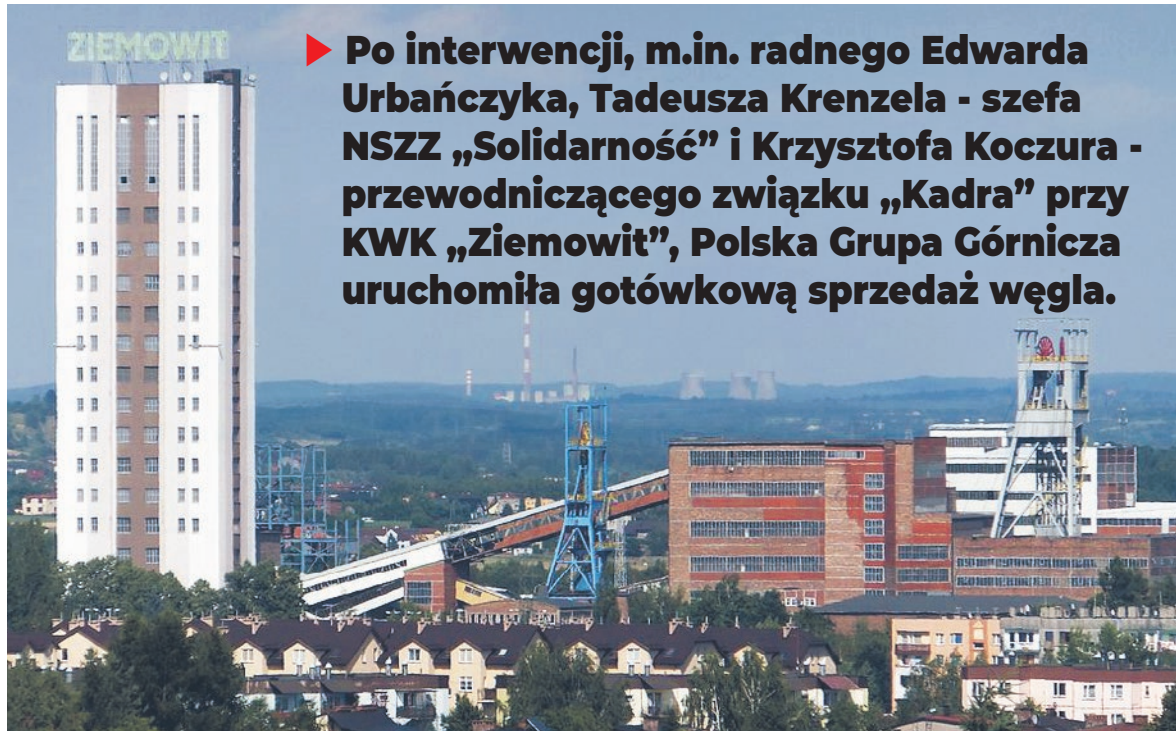 ZIEMOWIT
Po interwencji, m.in. radnego Edwarda
Urbańczyka, Tadeusza Krenzela - szefa
NSZZ „Solidarność” i Krzysztofa Koczura -
przewodniczącego związku „Kadra” przy
KWK „Ziemowit”, Polska Grupa Górnicza
uruchomiła gotówkową sprzedaż węgla.